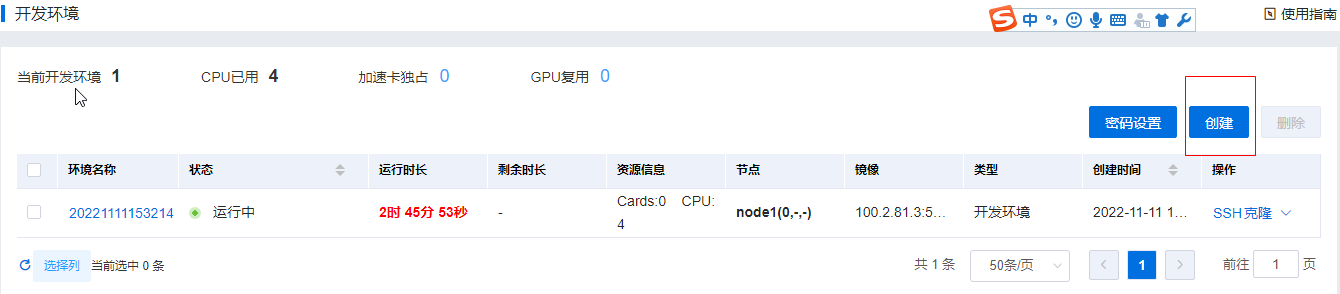 开发环境
中
使用指南
当前开发环境 1 CPU已用 4 加速卡独占 0 GPU复用 0
密码设置 创建 删除
环境名称 状态 运行时长 剩余时长 资源信息 节点 镜像 类型 创建时间 操作
20221111153214 运行中 2时 45分 53秒 - Cards:0 CPU: node1(0,-,-) 100.2.81.3:5... 开发环境 2022-11-11 1... SSH 克隆
4
选择列 当前选中 0 条 共 1 条 50条/页 1 前往 1 页